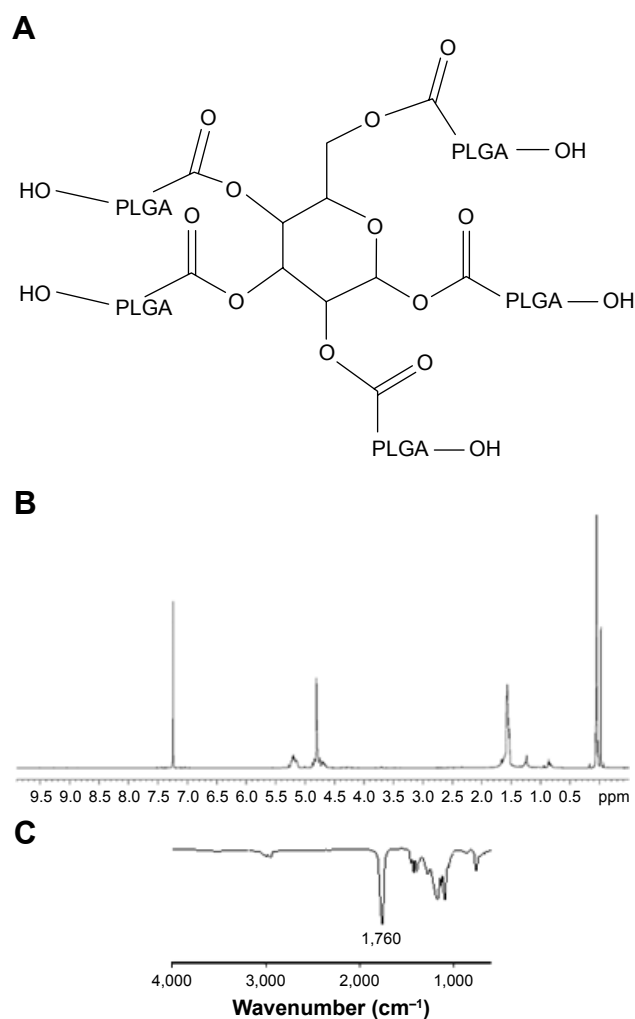 A
O
O
O
PLGA — OH
HO
PLGA
O
O
O
O
O
HO
PLGA
O
O
PLGA — OH
O
O
PLGA — OH
B
9.5 9.0 8.5 8.0 7.5 7.0 6.5 6.0 5.5 5.0 4.5 4.0 3.5 3.0 2.5 2.0 1.5 1.0 0.5 ppm
C
1,760
4,000 3,000 2,000 1,000
Wavenumber (cm⁻¹)